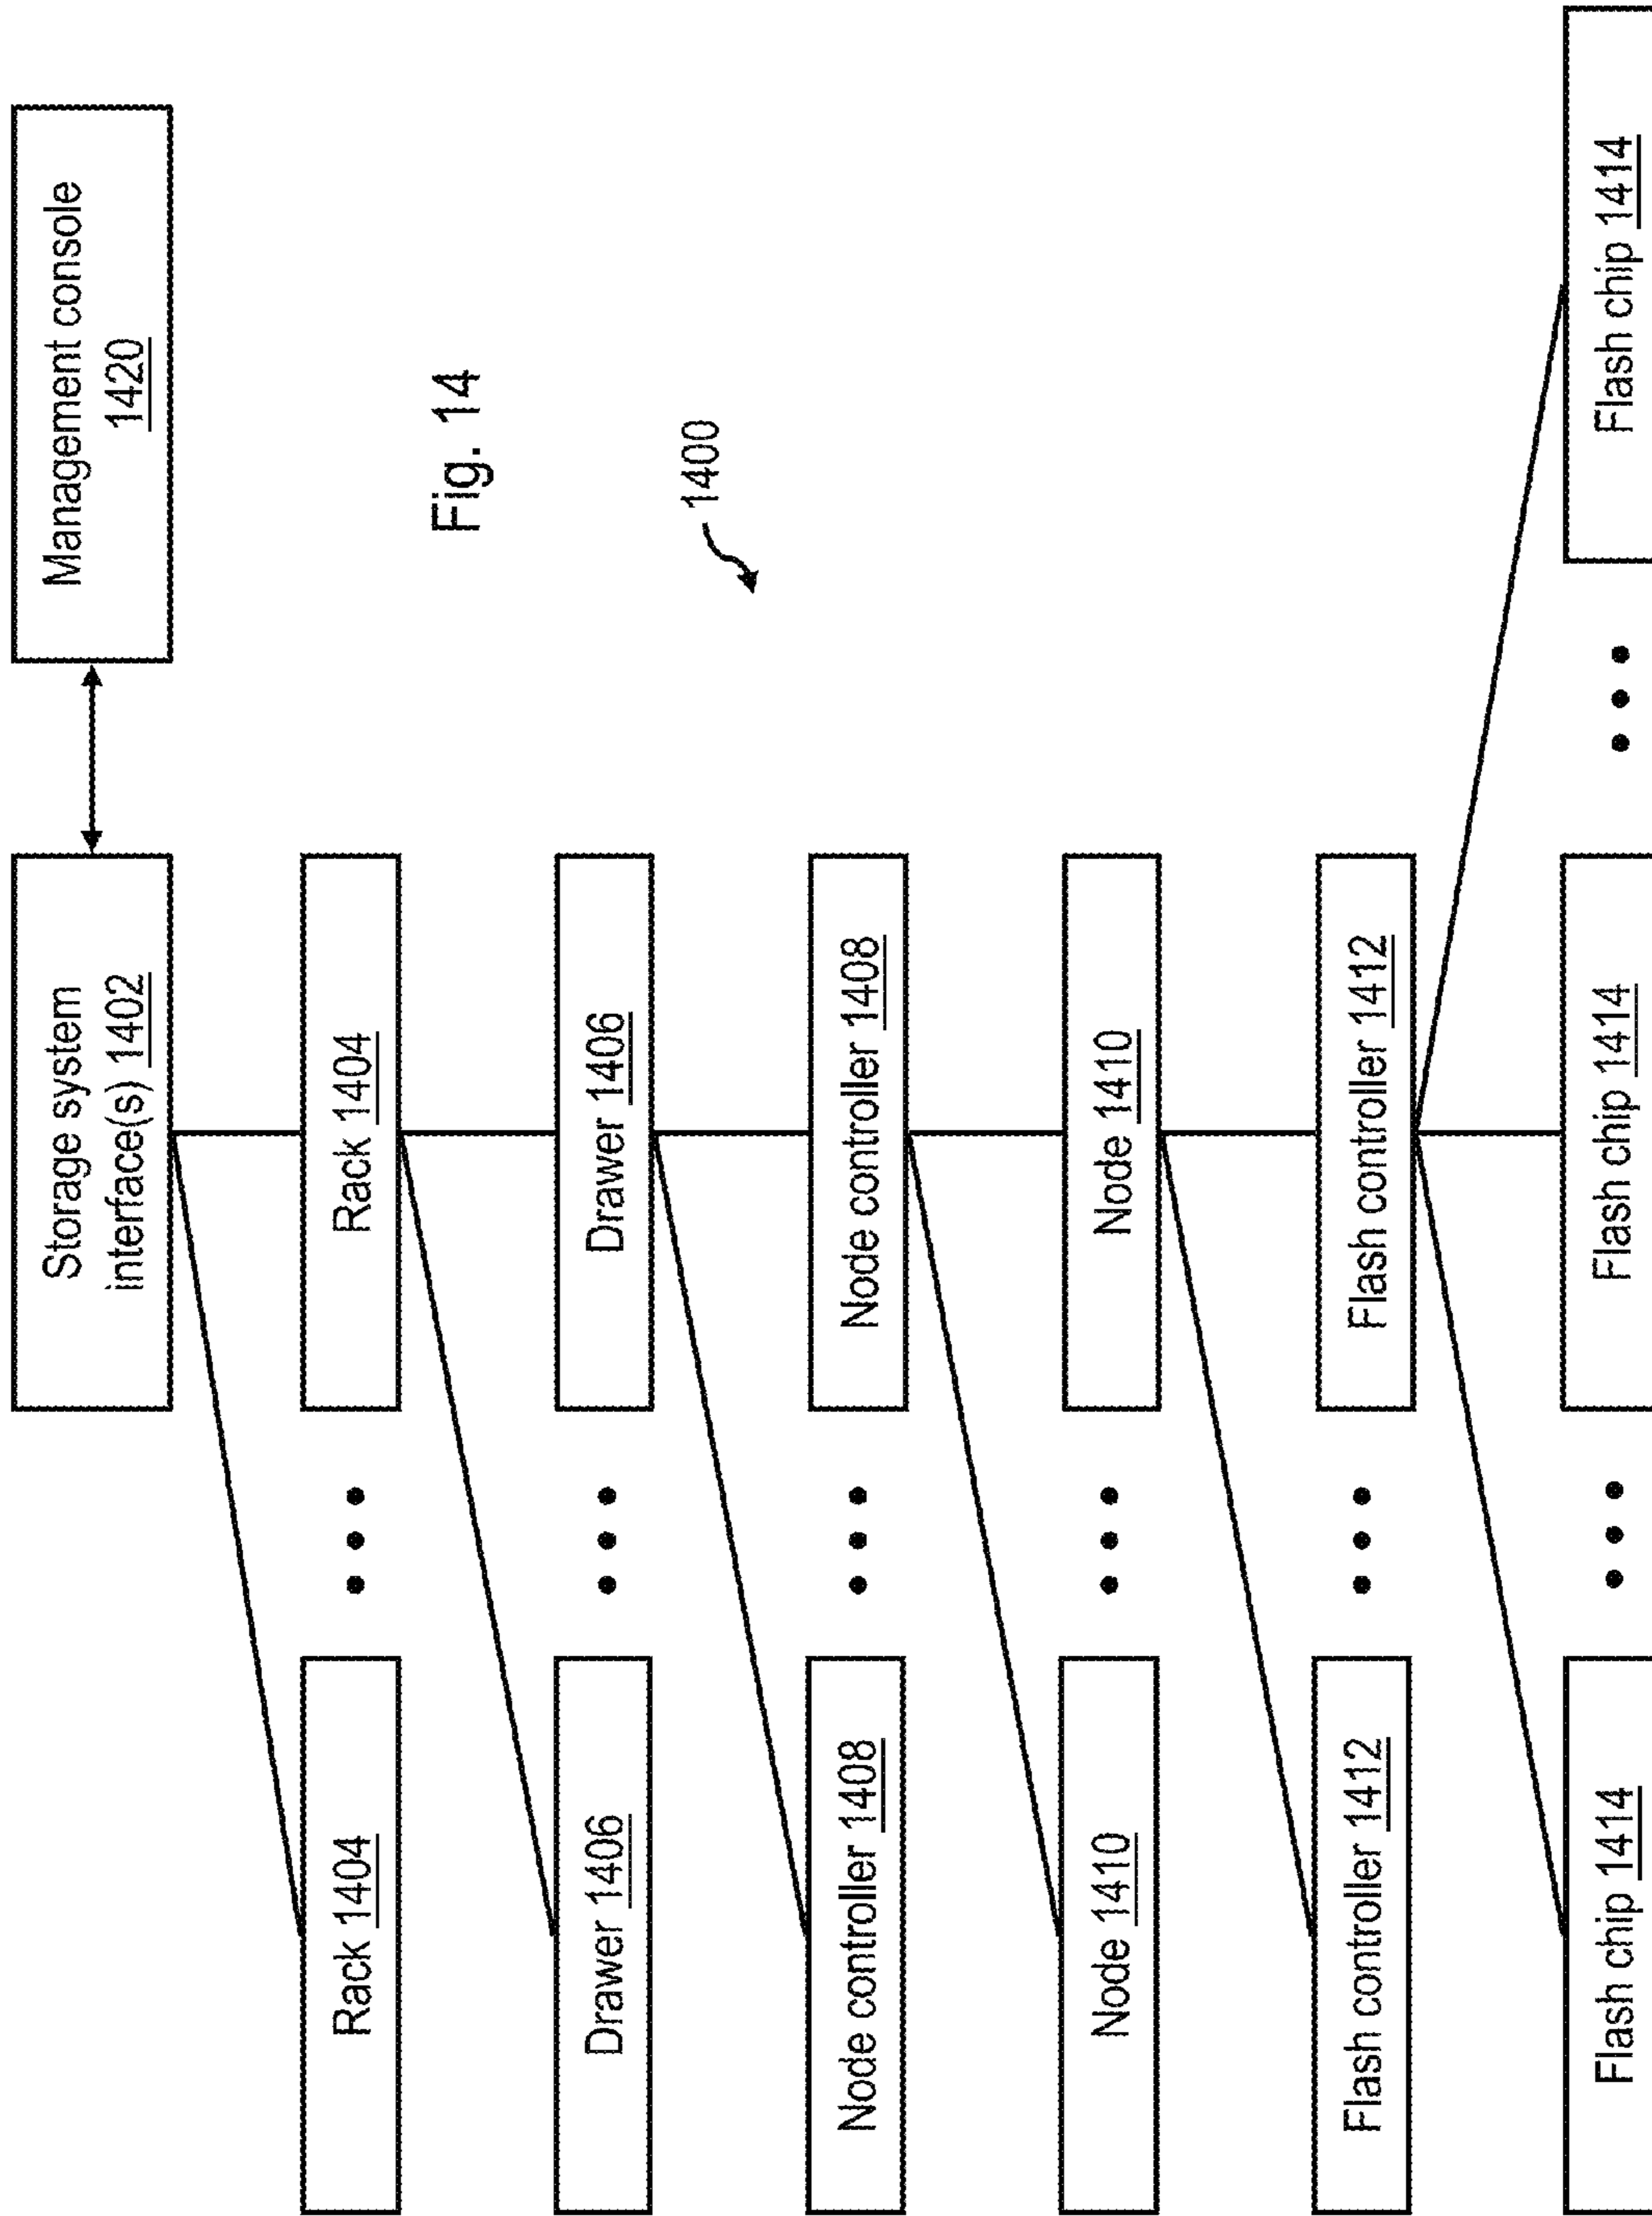 Storage system
interface(s) 1402
Management console
1420
Rack 1404
Rack 1404
Drawer 1406
Drawer 1406
Node controller 1408
Node controller 1408
Node 1410
Node 1410
Flash controller 1412
Flash controller 1412
Flash chip 1414
Flash chip 1414
Flash chip 1414
Fig. 14
1400